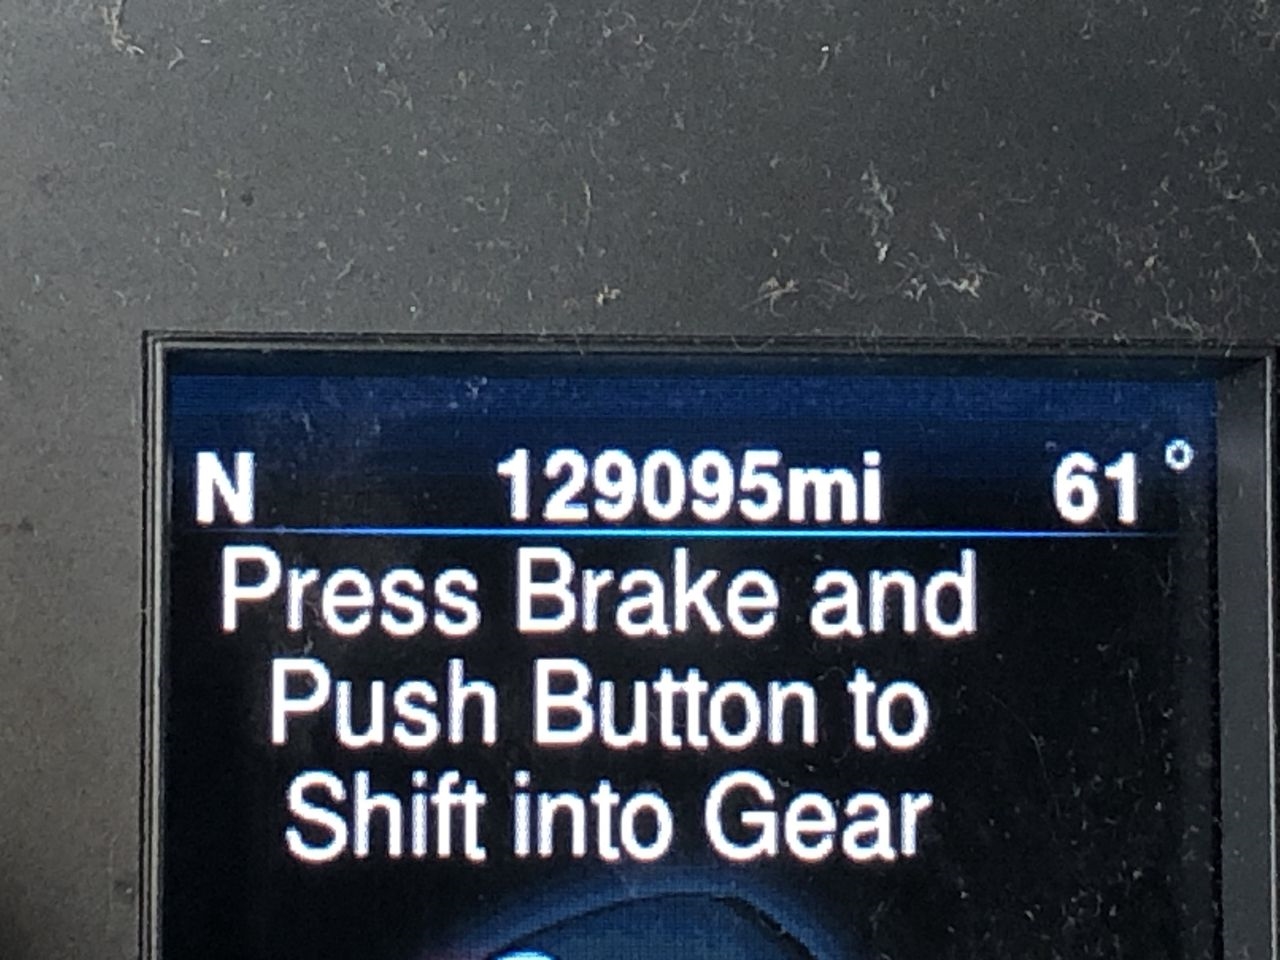 N 129095mi 61°
Press Brake and
Push Button to
Shift into Gear